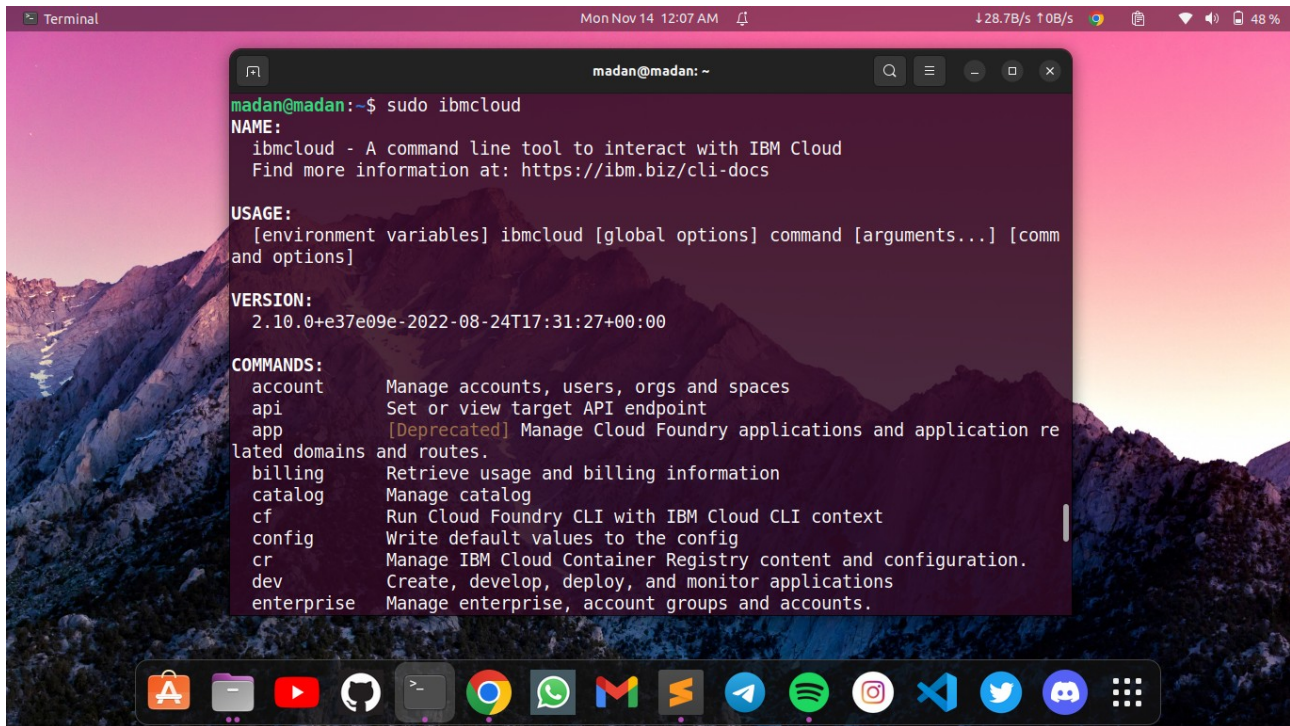 Terminal
Mon Nov 14 12:07 AM
↓28.7B/s ↑0B/s
48 %
madan@madan: ~
madan@madan:~$ sudo ibmcloud
NAME:
ibmcloud - A command line tool to interact with IBM Cloud
Find more information at: https://ibm.biz/cli-docs
USAGE:
[environment variables] ibmcloud [global options] command [arguments...] [comm
and options]
VERSION:
2.10.0+e37e09e-2022-08-24T17:31:27+00:00
COMMANDS:
account Manage accounts, users, orgs and spaces
api Set or view target API endpoint
app [Deprecated] Manage Cloud Foundry applications and application re
lated domains and routes.
billing Retrieve usage and billing information
catalog Manage catalog
cf Run Cloud Foundry CLI with IBM Cloud CLI context
config Write default values to the config
cr Manage IBM Cloud Container Registry content and configuration.
dev Create, develop, deploy, and monitor applications
enterprise Manage enterprise, account groups and accounts.